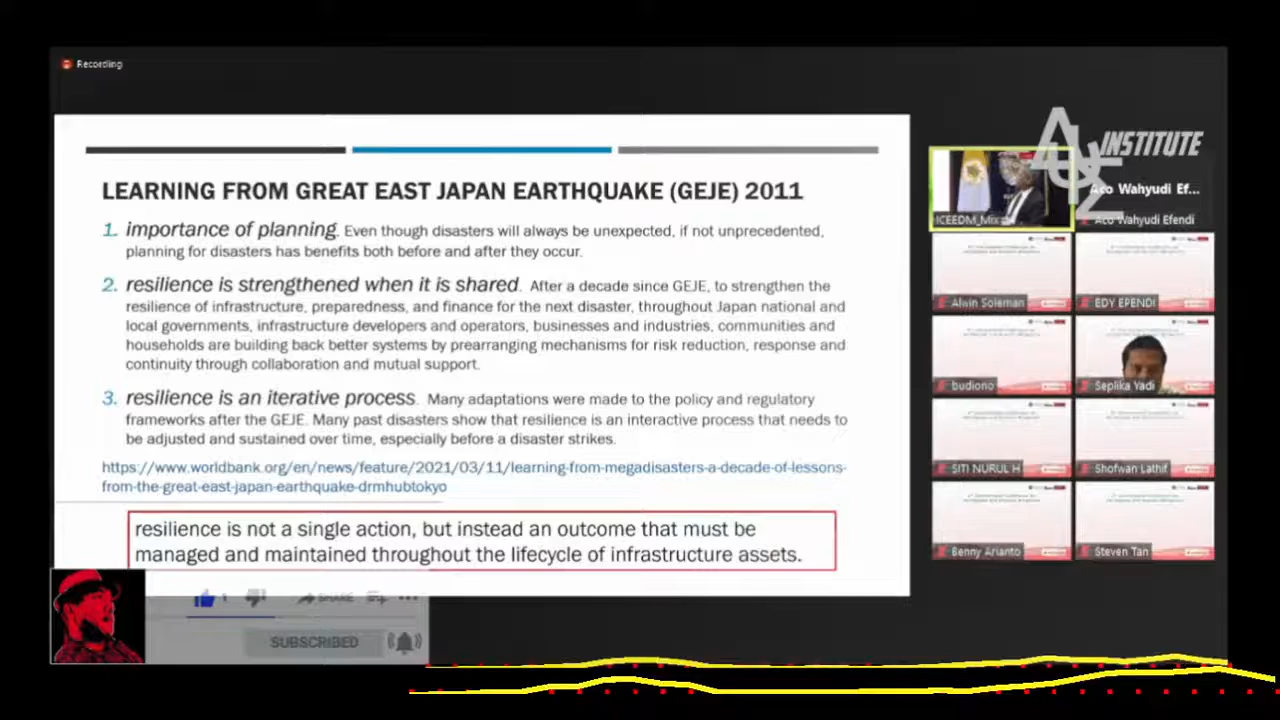 Recording
INSTITUTE
LEARNING FROM GREAT EAST JAPAN EARTHQUAKE (GEJE) 2011
1. importance of planning. Even though disasters will always be unexpected, if not unprecedented,
planning for disasters has benefits both before and after they occur.
2. resilience is strengthened when it is shared. After a decade since GEJE, to strengthen the
resilience of infrastructure, preparedness, and finance for the next disaster, throughout Japan national and
local governments, infrastructure developers and operators, businesses and industries, communities and
households are building back better systems by prearranging mechanisms for risk reduction, response and
continuity through collaboration and mutual support.
3. resilience is an iterative process. Many adaptations were made to the policy and regulatory
frameworks after the GEJE. Many past disasters show that resilience is an interactive process that needs to
be adjusted and sustained over time, especially before a disaster strikes.
https://www.worldbank.org/en/news/feature/2021/03/11/learning-from-megadisasters-a-decade-of-lessons-
from-the-great-east-japan-earthquake-drmhubtokyo
resilience is not a single action, but instead an outcome that must be
managed and maintained throughout the lifecycle of infrastructure assets.
Aco Wahyudi Ef...
Aco Wahyudi Efendi
Alwin Soleman
EDY EPENDI
budiono
Seplika Yadi
SITI NURUL H
Shofwan Lathif
Benny Arianto
Steven Tan
1 SHARE
SUBSCRIBED